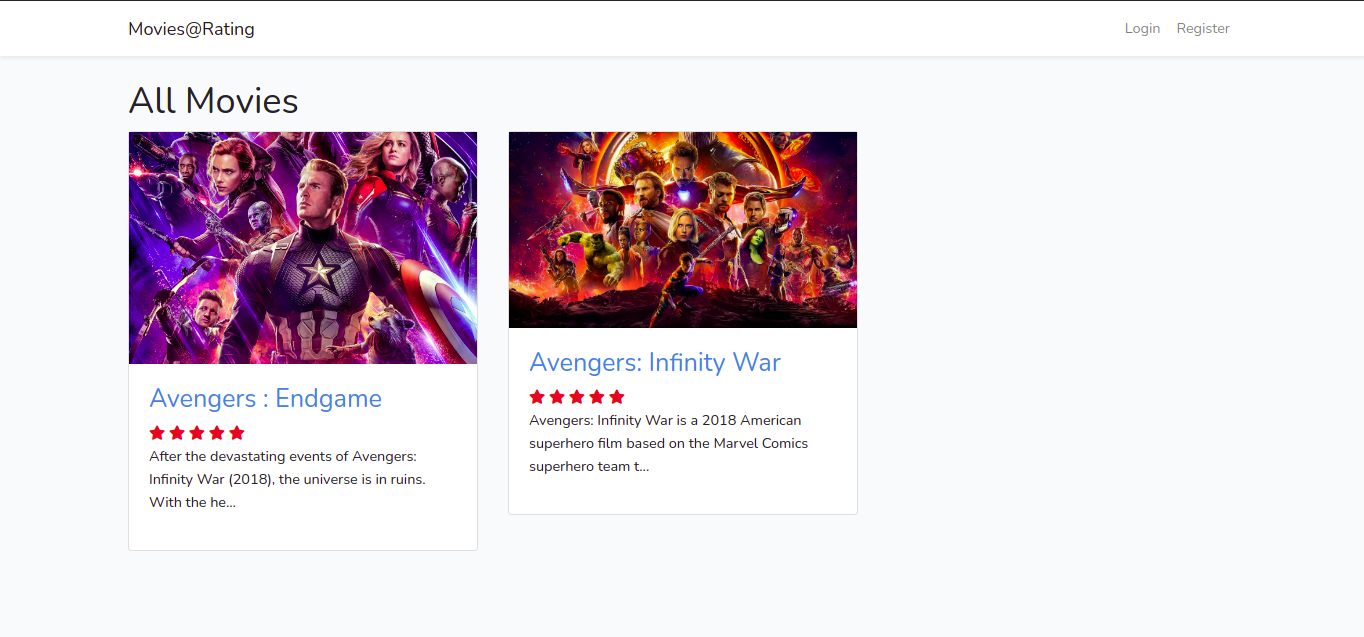 Movies@Rating
Login Register
All Movies
Avengers : Endgame
After the devastating events of Avengers:
Infinity War (2018), the universe is in ruins.
With the he...
Avengers: Infinity War
Avengers: Infinity War is a 2018 American
superhero film based on the Marvel Comics
superhero team t...